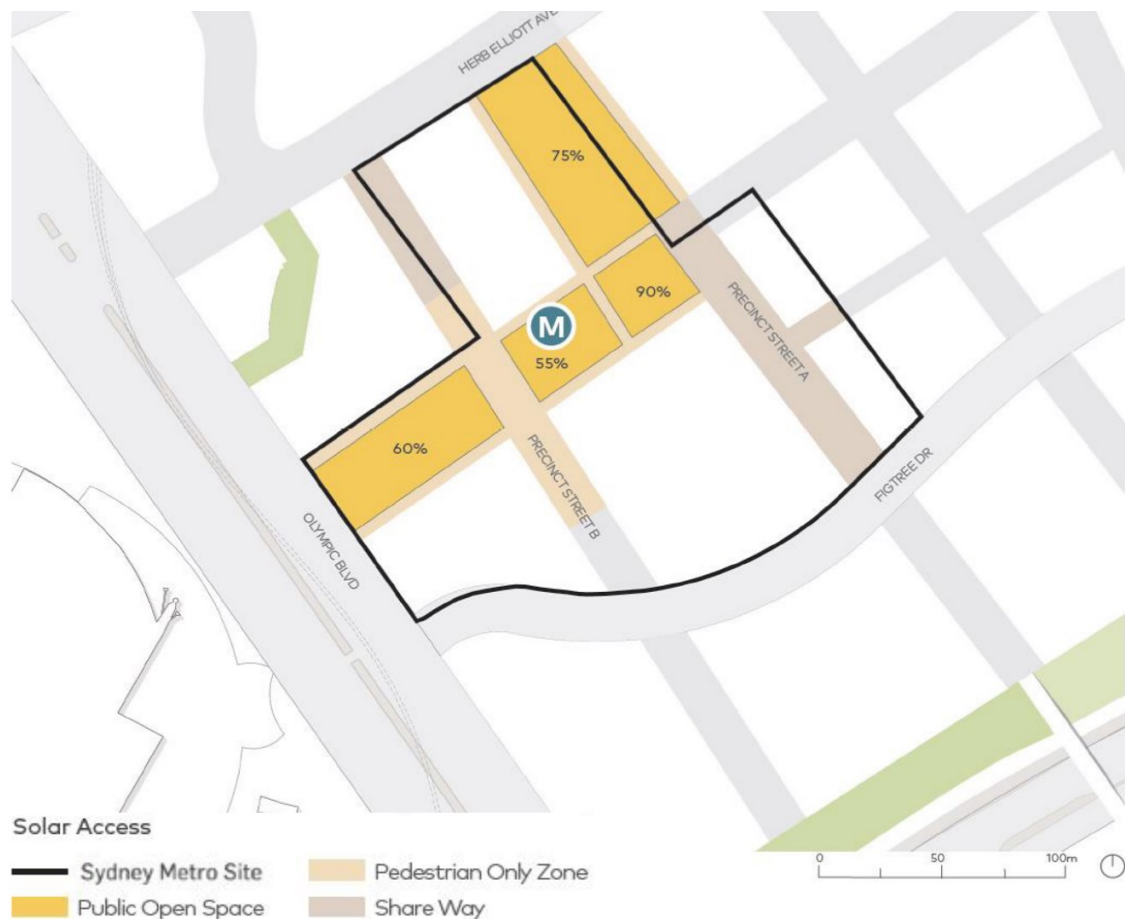 HERB ELLIOTT AVE
75%
90%
M
55%
60%
PRECINCT STREET A
PRECINCT STREET B
FIGTREE DR
OLYMPIC BLVD
Solar Access
Sydney Metro Site
Pedestrian Only Zone
Public Open Space
Share Way
0 50 100m